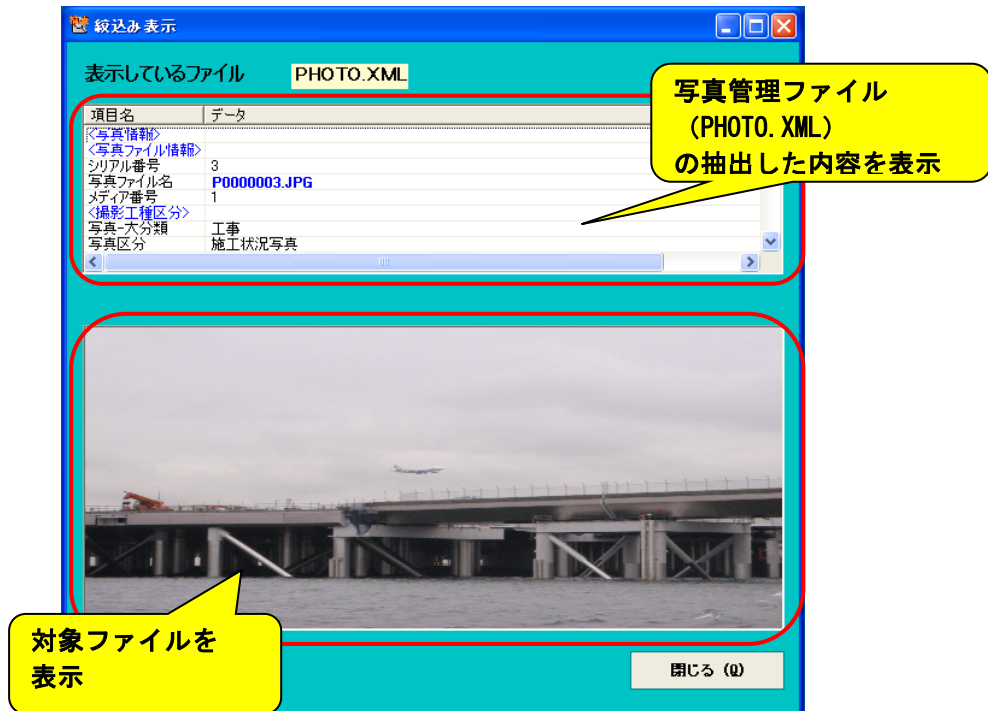 絞込み表示
表示しているファイル PHOTO.XML
写真管理ファイル
（PHOTO.XML）
の抽出した内容を表示
項目名 データ
<写真情報>
<写真ファイル情報>
シリアル番号 3
写真ファイル名 P0000003.JPG
メディア番号 1
<撮影工種区分>
写真-大分類 工事
写真区分 施工状況写真
対象ファイルを
表示
閉じる (Q)